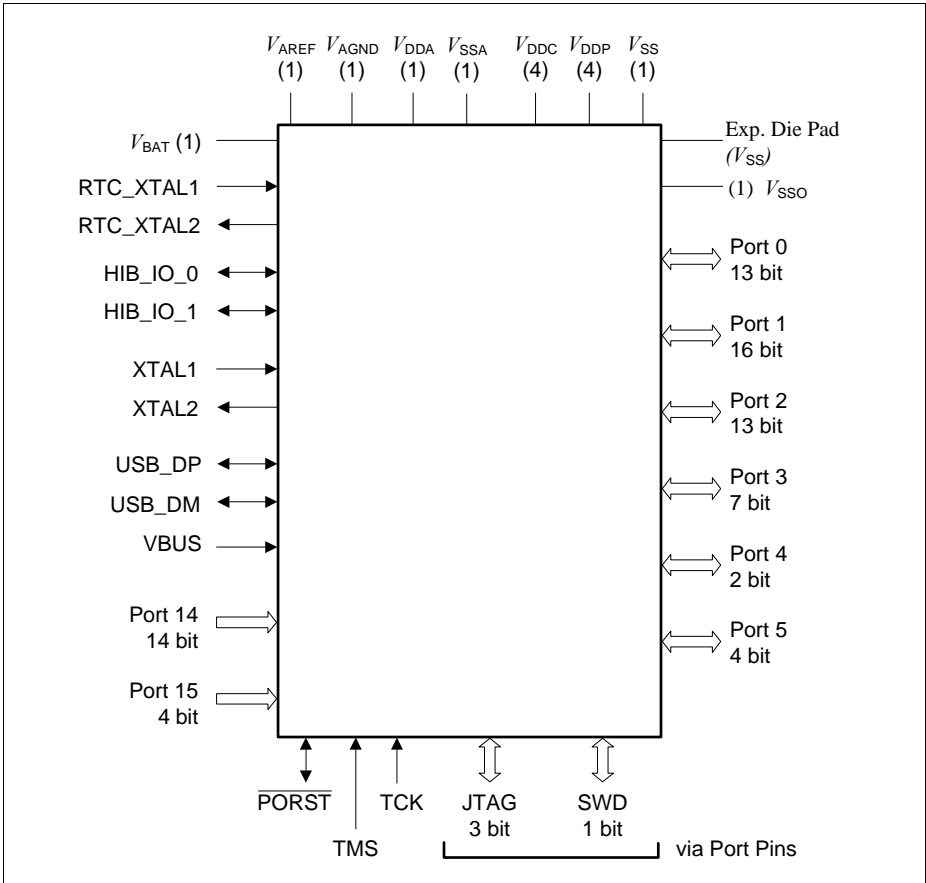 VAREF VAGND VDDA VSSA VDDC VDDP VSS
(1) (1) (1) (1) (4) (4) (1)
VBAT (1)
RTC_XTAL1
RTC_XTAL2
HIB_IO_0
HIB_IO_1
XTAL1
XTAL2
USB_DP
USB_DM
VBUS
Port 14
14 bit
Port 15
4 bit
Exp. Die Pad
(VSS)
(1) VSSO
Port 0
13 bit
Port 1
16 bit
Port 2
13 bit
Port 3
7 bit
Port 4
2 bit
Port 5
4 bit
PORST
TMS
TCK
JTAG
3 bit
SWD
1 bit
via Port Pins